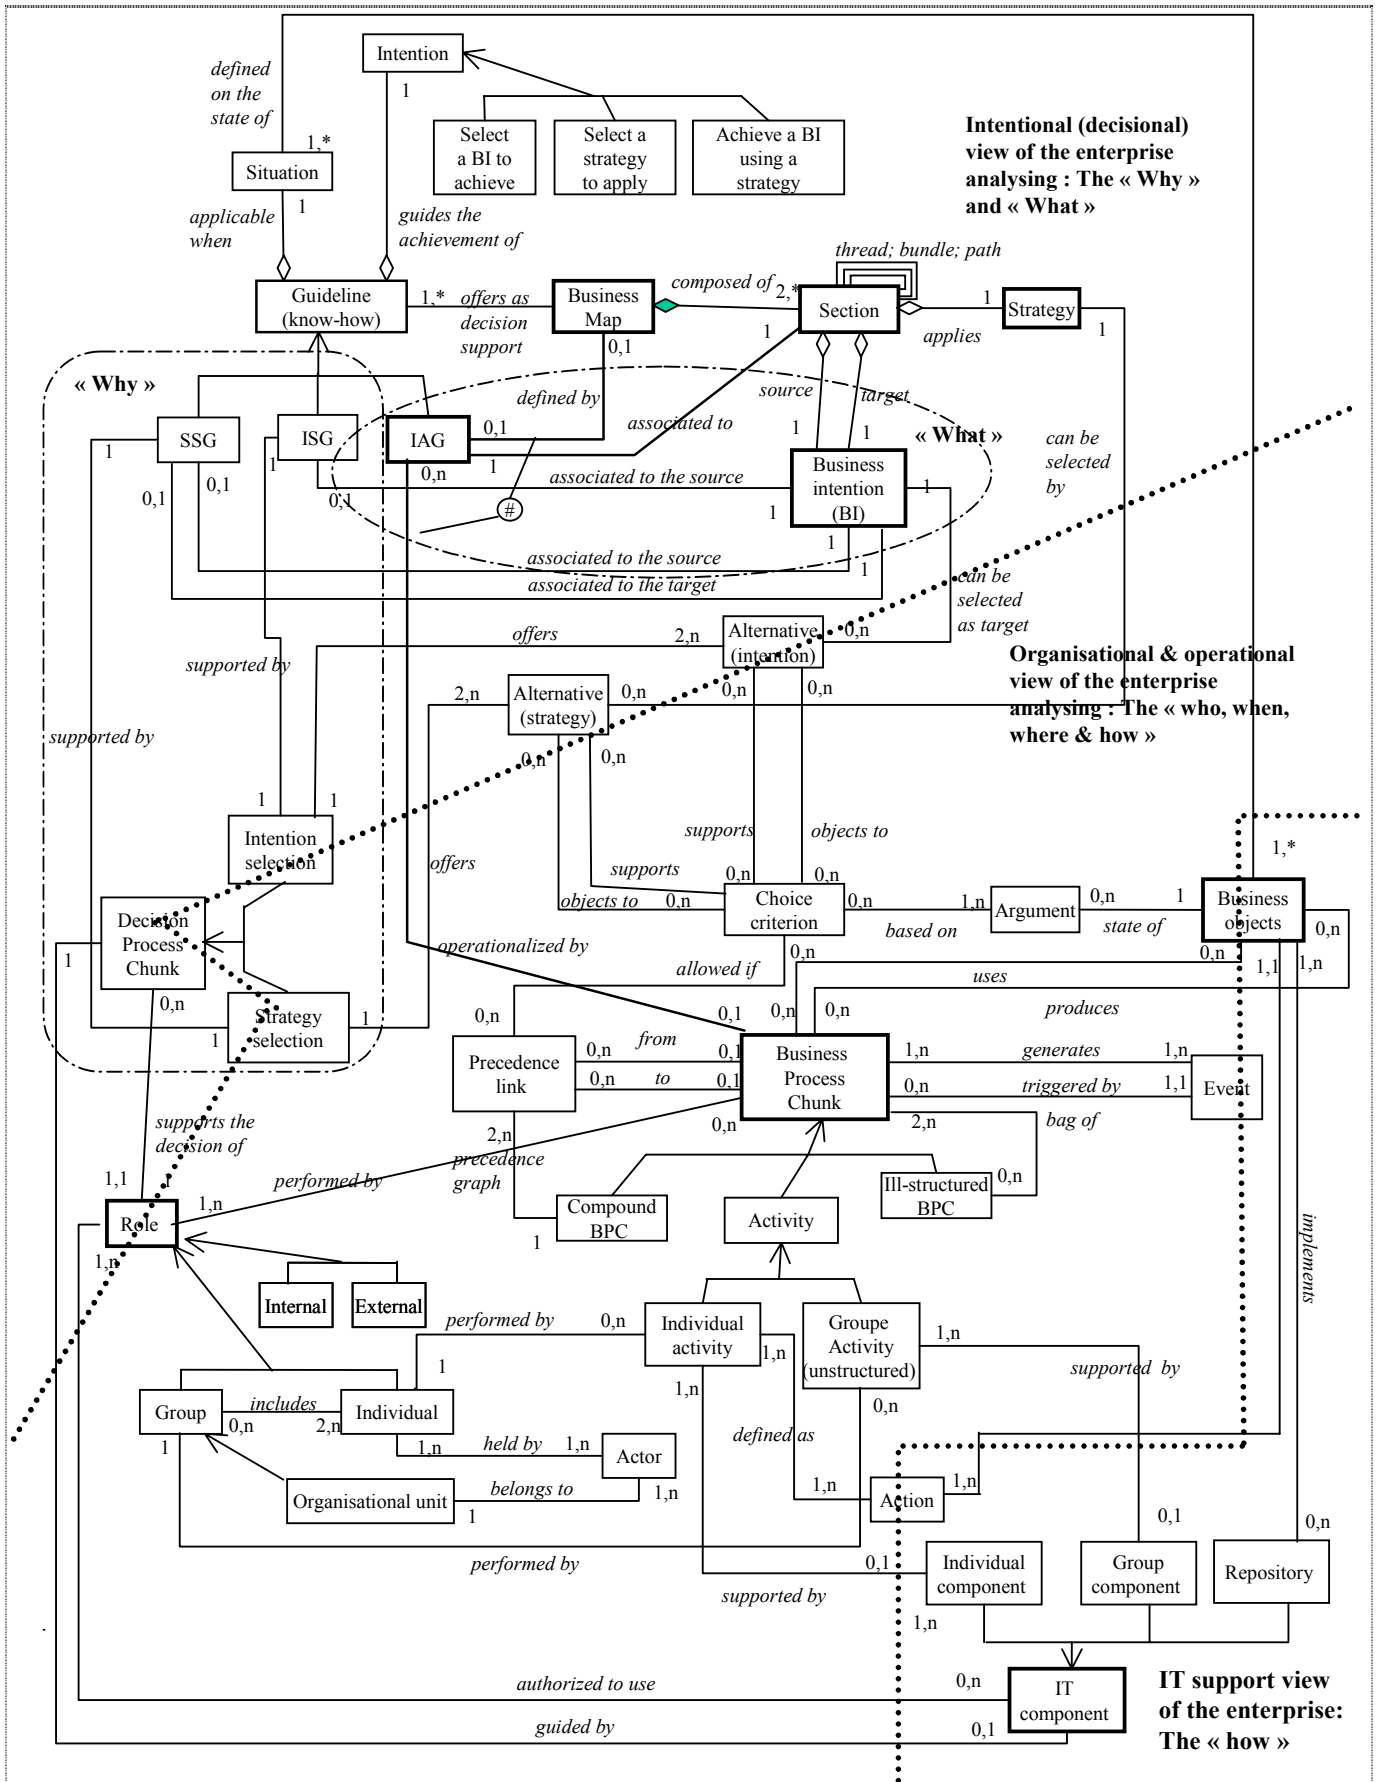 Intention
1
defined
on the
state of
1,*
Select
a BI to
achieve
Select a
strategy
to apply
Achieve a BI
using a
strategy
Intentional (decisional)
view of the enterprise
analysing : The « Why »
and « What »
Situation
1
applicable
when
guides the
achievement of
thread; bundle; path
Guideline
(know-how)
1,*
offers as
decision
support
Business
Map
composed of
2,*
Section
1
1
Strategy
applies
1
0,1
« Why »
source
target
defined by
associated to
SSG
ISG
IAG
0,1
1
0,n
1
1
1
1
« What »
can be
selected
by
0,1
0,1
0,1
associated to the source
Business
intention
(BI)
1
1
#
1
associated to the source
1
associated to the target
can be
selected
as target
offers
2,n
Alternative
(intention)
0,n
supported by
Organisational & operational
view of the enterprise
analysing : The « who, when,
where & how »
2,n
Alternative
(strategy)
0,n
0,n
0,n
supported by
0,n
0,n
1
1
Intention
selection
supports
objects to
1,*
offers
supports
0,n
0,n
objects to
0,n
Choice
criterion
0,n
based on
1,n
Argument
0,n
state of
1
Business
objects
0,n
Decision
Process
Chunk
1
operationalized by
allowed if
0,n
0,n
1,1
1,n
uses
0,n
produces
Strategy
selection
1
1
0,n
0,1
0,n
0,n
Precedence
link
0,n
from
0,1
0,n
to
0,1
Business
Process
Chunk
1,n
generates
1,n
0,n
triggered by
1,1
Event
supports the
decision of
2,n
0,n
2,n
bag of
precedence
graph
performed by
1,1
1
1,n
Role
1,n
Compound
BPC
1
Activity
Ill-structured
BPC
0,n
implements
Internal
External
performed by
0,n
Individual
activity
1,n
Groupe
Activity
(unstructured)
1,n
supported by
1
1,n
0,n
Group
includes
0,n
2,n
Individual
1
1,n
held by
1,n
Actor
1,n
defined as
1,n
Action
1,n
Organisational unit
belongs to
1
0,1
0,n
performed by
0,1
supported by
Individual
component
1,n
Group
component
Repository
authorized to use
0,n
guided by
0,1
IT
component
IT support view
of the enterprise:
The « how »